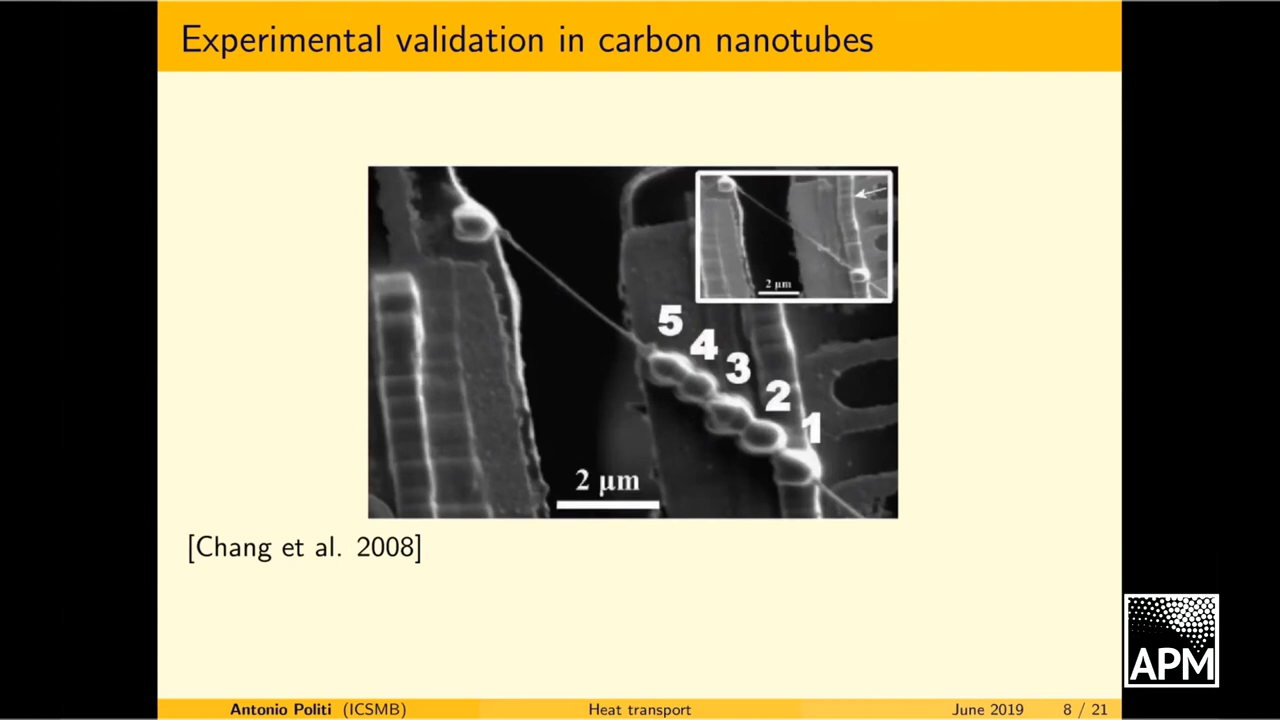 Experimental validation in carbon nanotubes
2 μm
5
4
3
2
1
2 μm
[Chang et al. 2008]
APM
Antonio Politi (ICSMB) Heat transport June 2019 8 / 21